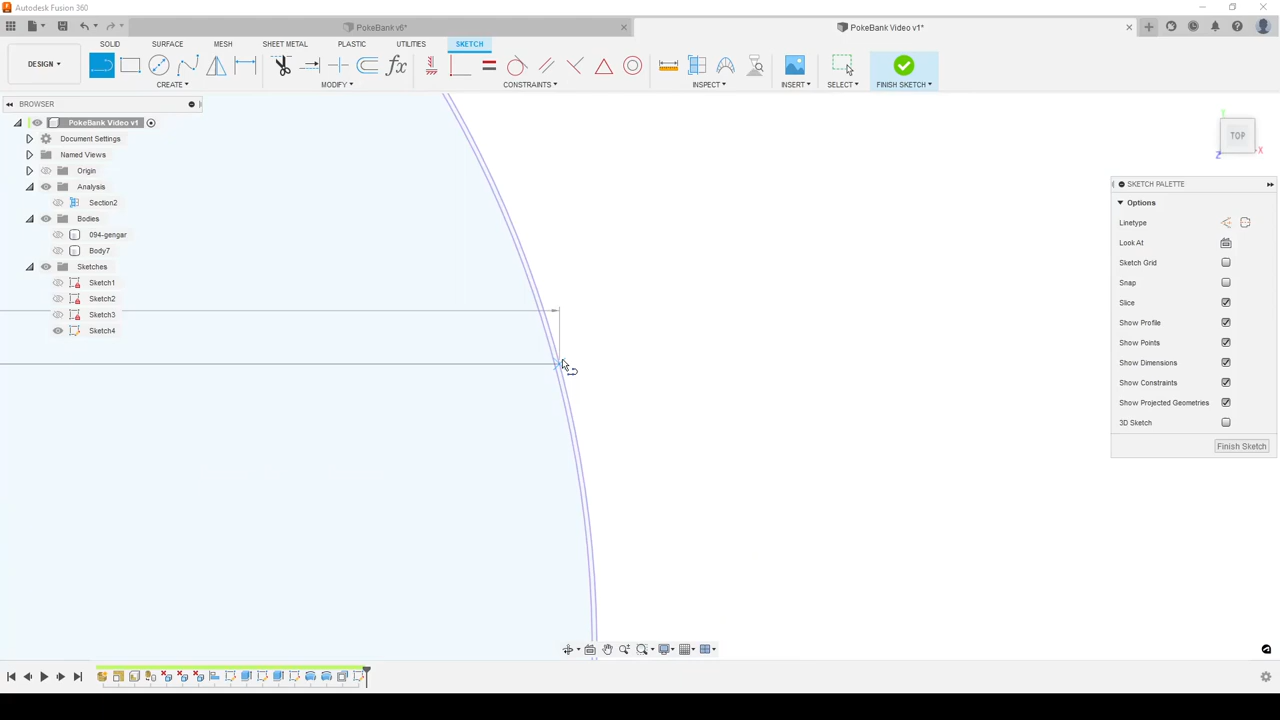 Autodesk Fusion 360
PokeBank v6*
PokeBank Video v1*
DESIGN
SOLID
SURFACE
MESH
SHEET METAL
PLASTIC
UTILITIES
SKETCH
fx
CREATE
MODIFY
CONSTRAINTS
INSPECT
INSERT
SELECT
FINISH SKETCH
BROWSER
PokeBank Video v1
Document Settings
Named Views
Origin
Analysis
Section2
Bodies
094-gengar
Body7
Sketches
Sketch1
Sketch2
Sketch3
Sketch4
TOP
Y
X
Z
SKETCH PALETTE
Options
Linetype
Look At
Sketch Grid
Snap
Slice
Show Profile
Show Points
Show Dimensions
Show Constraints
Show Projected Geometries
3D Sketch
Finish Sketch